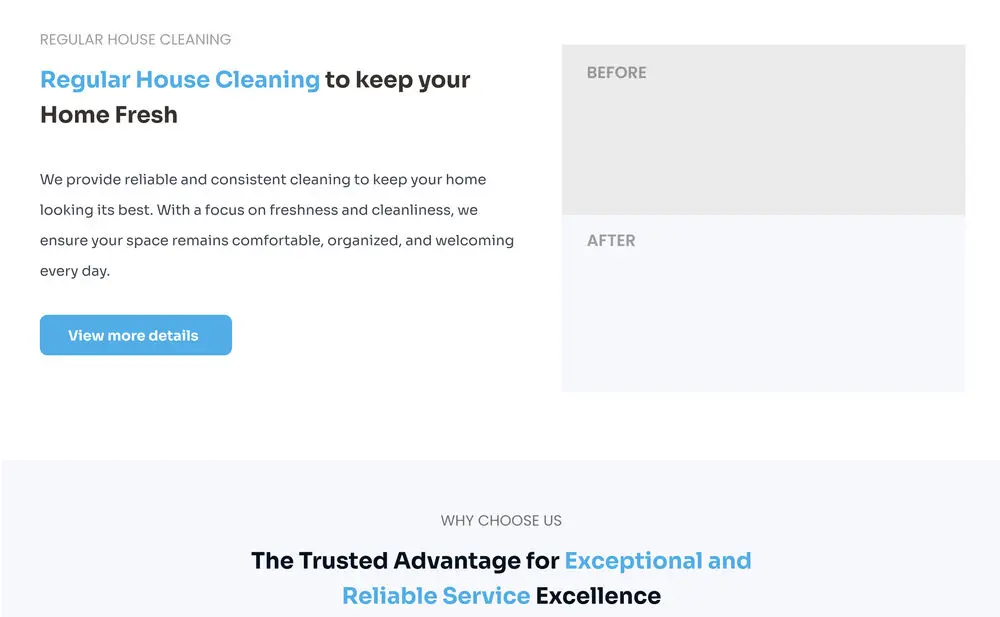 REGULAR HOUSE CLEANING
Regular House Cleaning to keep your
Home Fresh
We provide reliable and consistent cleaning to keep your home
looking its best. With a focus on freshness and cleanliness, we
ensure your space remains comfortable, organized, and welcoming
every day.
View more details
BEFORE
AFTER
WHY CHOOSE US
The Trusted Advantage for Exceptional and
Reliable Service Excellence